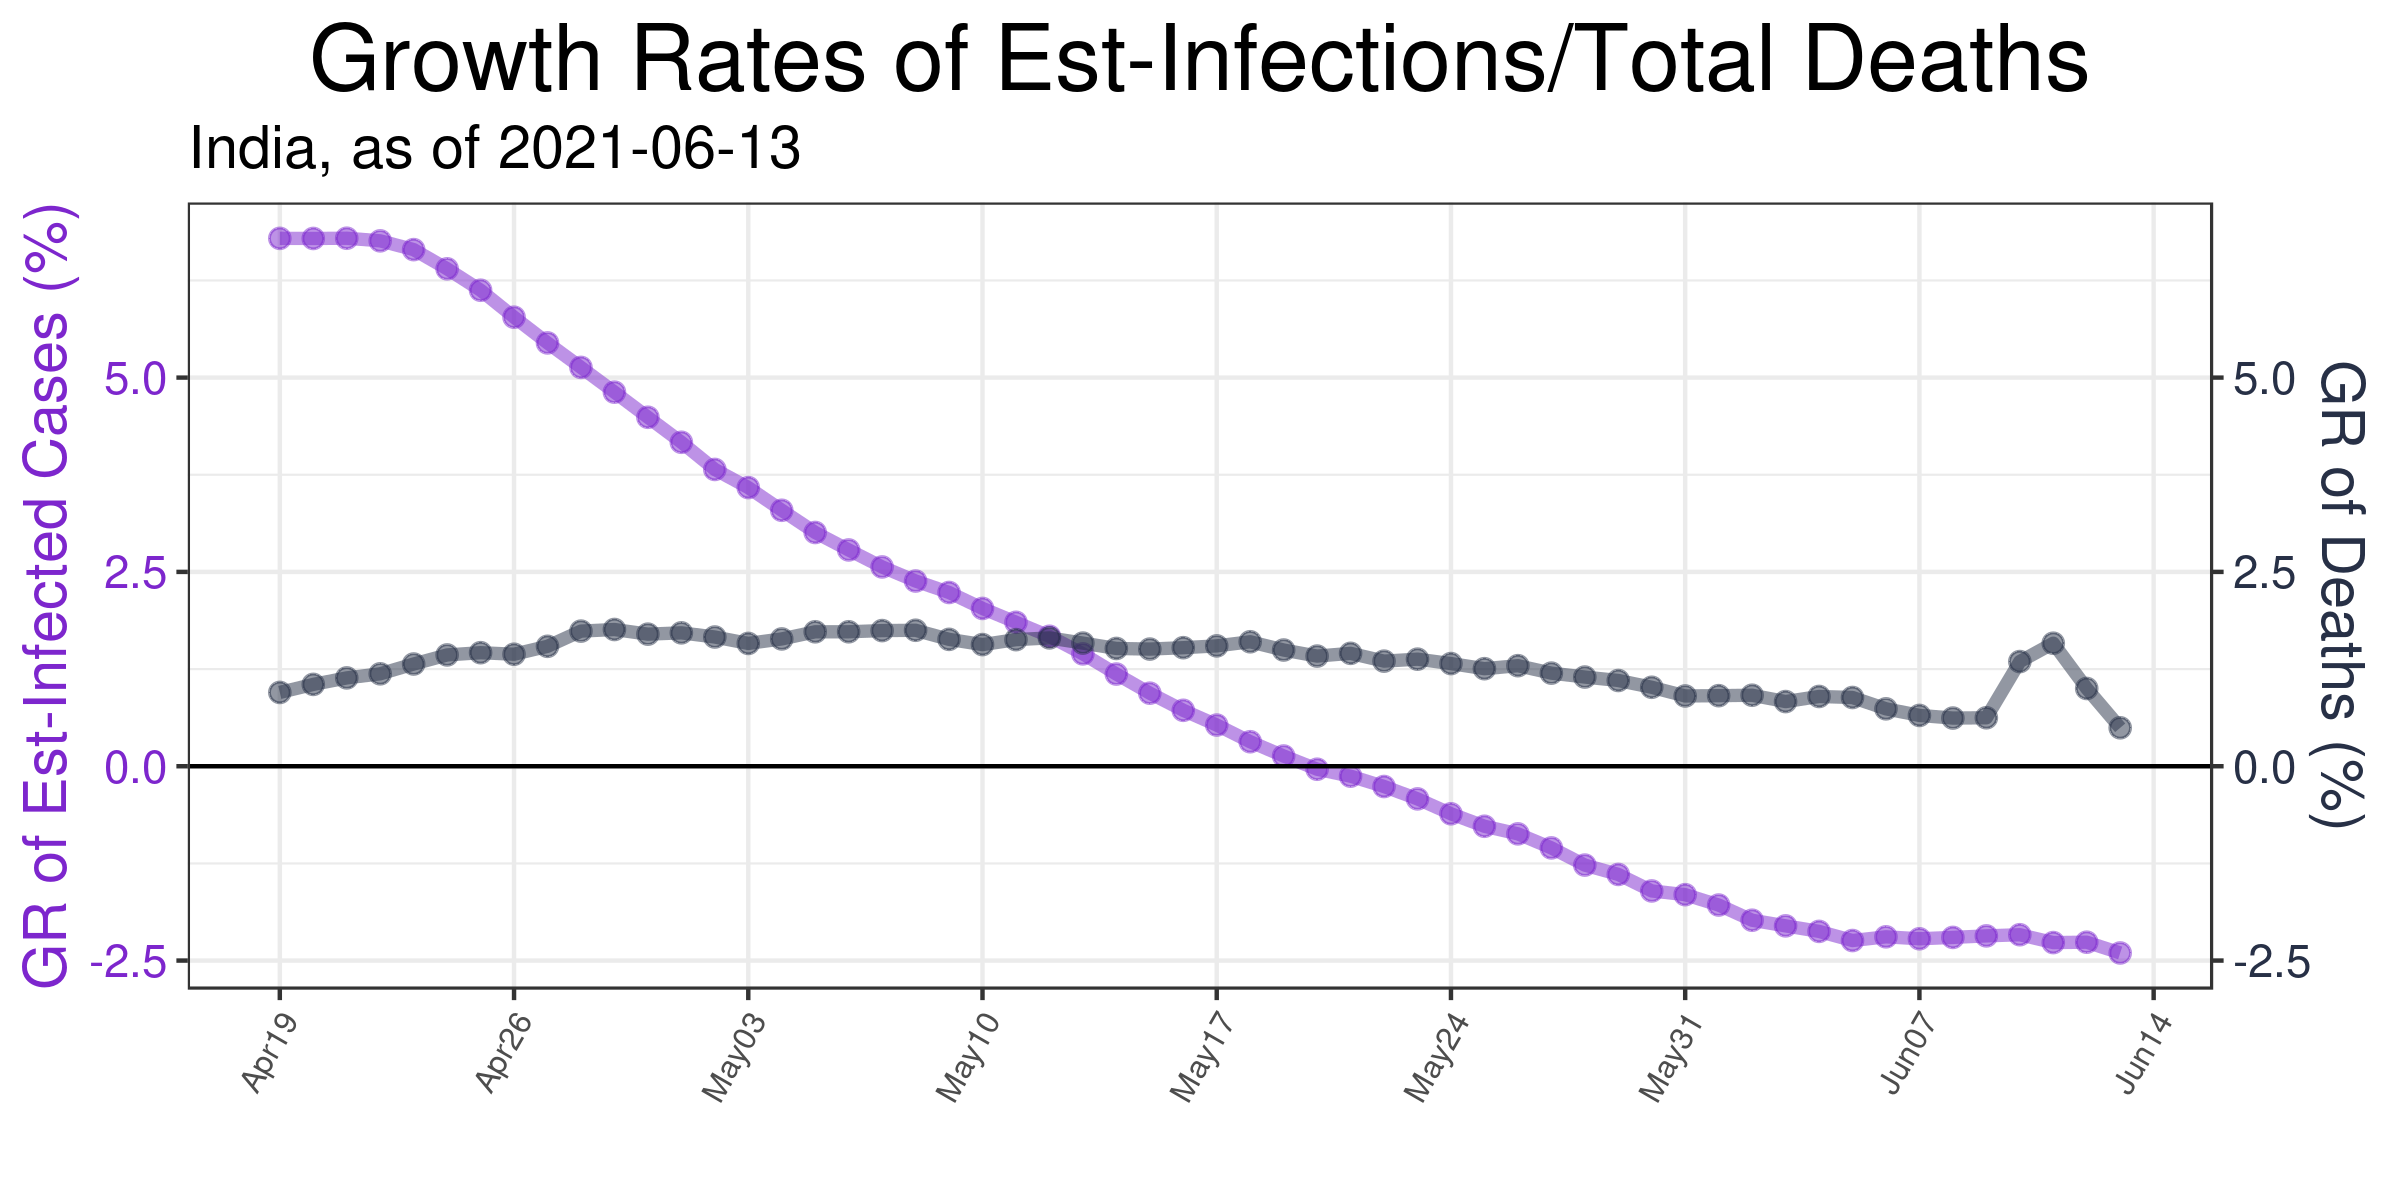 Growth Rates of Est-Infections/Total Deaths
India, as of 2021-06-13
GR of Est-Infected Cases (%)
5.0
2.5
0.0
-2.5
5.0
2.5
0.0
-2.5
GR of Deaths (%)
Apr19
Apr26
May03
May10
May17
May24
May31
Jun07
Jun14